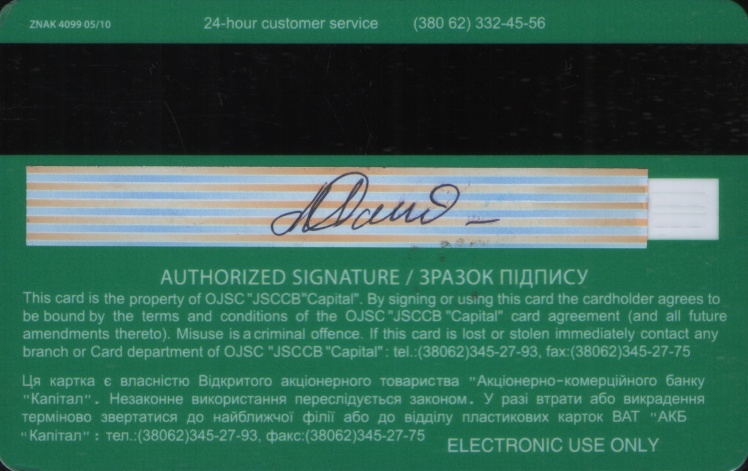 ZNAK 4099 05/10
24-hour customer service (380 62) 332-45-56
AUTHORIZED SIGNATURE / ЗРАЗОК ПІДПИСУ
This card is the property of OJSC "JSCCB"Capital". By signing or using this card the cardholder agrees to
be bound by the terms and conditions of the OJSC "JSCCB "Capital" card agreement (and all future
amendments thereto). Misuse is a criminal offence. If this card is lost or stolen immediately contact any
branch or Card department of OJSC "JSCCB "Capital": tel.:(38062)345-27-93, fax:(38062)345-27-75
Ця картка є власністю Відкритого акціонерного товариства "Акціонерно-комерційного банку
"Капітал". Незаконне використання переслідується законом. У разі втрати або викрадення
терміново звертатися до найближчої філії або до відділу пластикових карток ВАТ "АКБ
"Капітал" : тел.:(38062)345-27-93, факс:(38062)345-27-75
ELECTRONIC USE ONLY